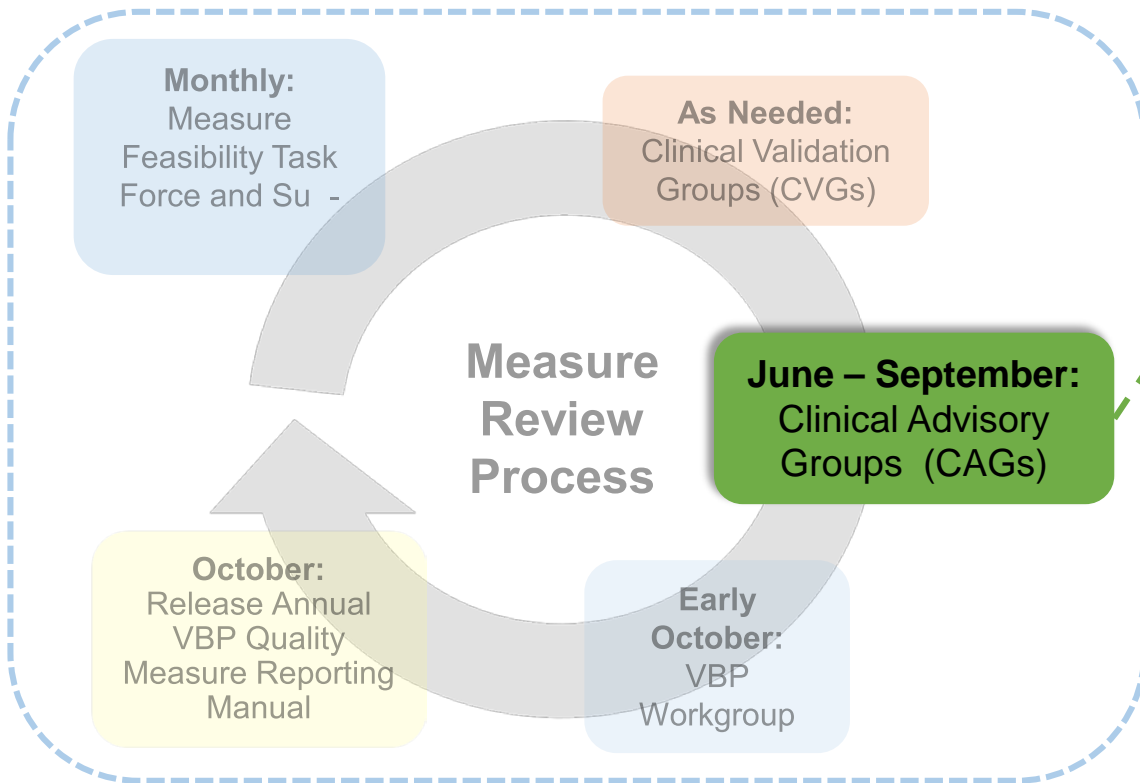 Monthly:
Measure
Feasibility Task
Force and Su -
As Needed:
Clinical Validation
Groups (CVGs)
Measure
Review
Process
June – September:
Clinical Advisory
Groups (CAGs)
October:
Release Annual
VBP Quality
Measure Reporting
Manual
Early
October:
VBP
Workgroup